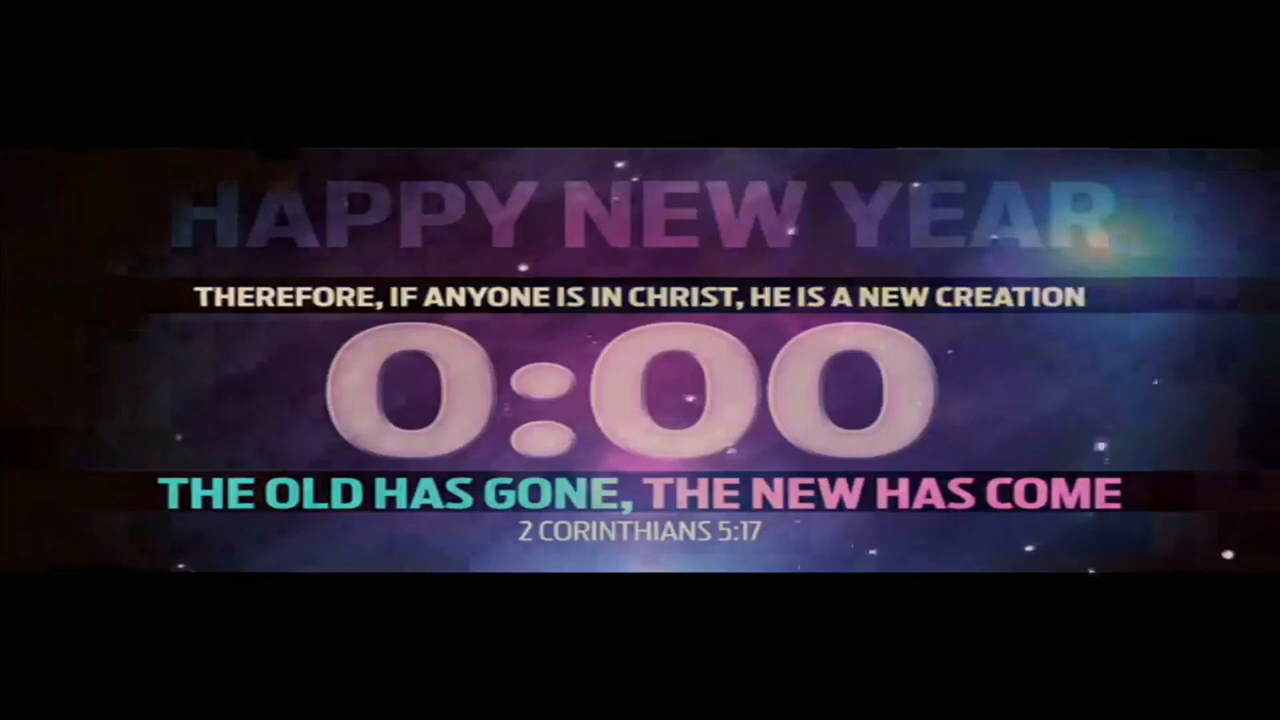 HAPPY NEW YEAR
THEREFORE, IF ANYONE IS IN CHRIST, HE IS A NEW CREATION
0:00
THE OLD HAS GONE, THE NEW HAS COME
2 CORINTHIANS 5:17